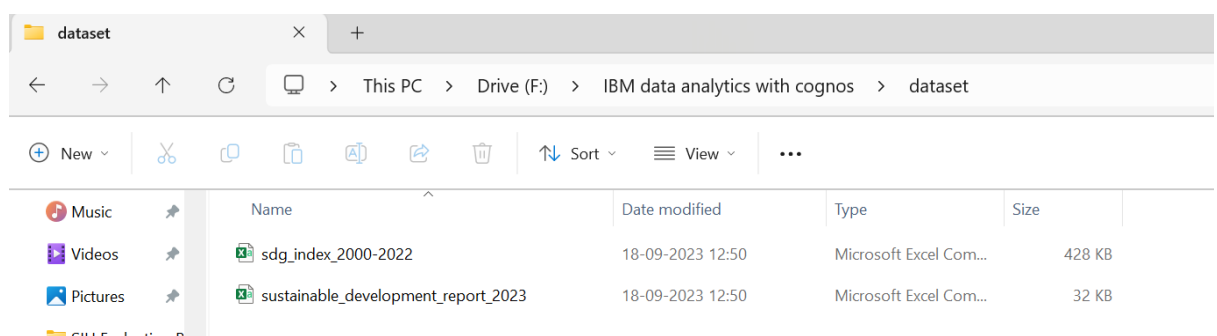 dataset
This PC > Drive (F:) > IBM data analytics with cognos > dataset
New Sort View
Name Date modified Type Size
Music
Videos
Pictures
sdg_index_2000-2022 18-09-2023 12:50 Microsoft Excel Com... 428 KB
sustainable_development_report_2023 18-09-2023 12:50 Microsoft Excel Com... 32 KB